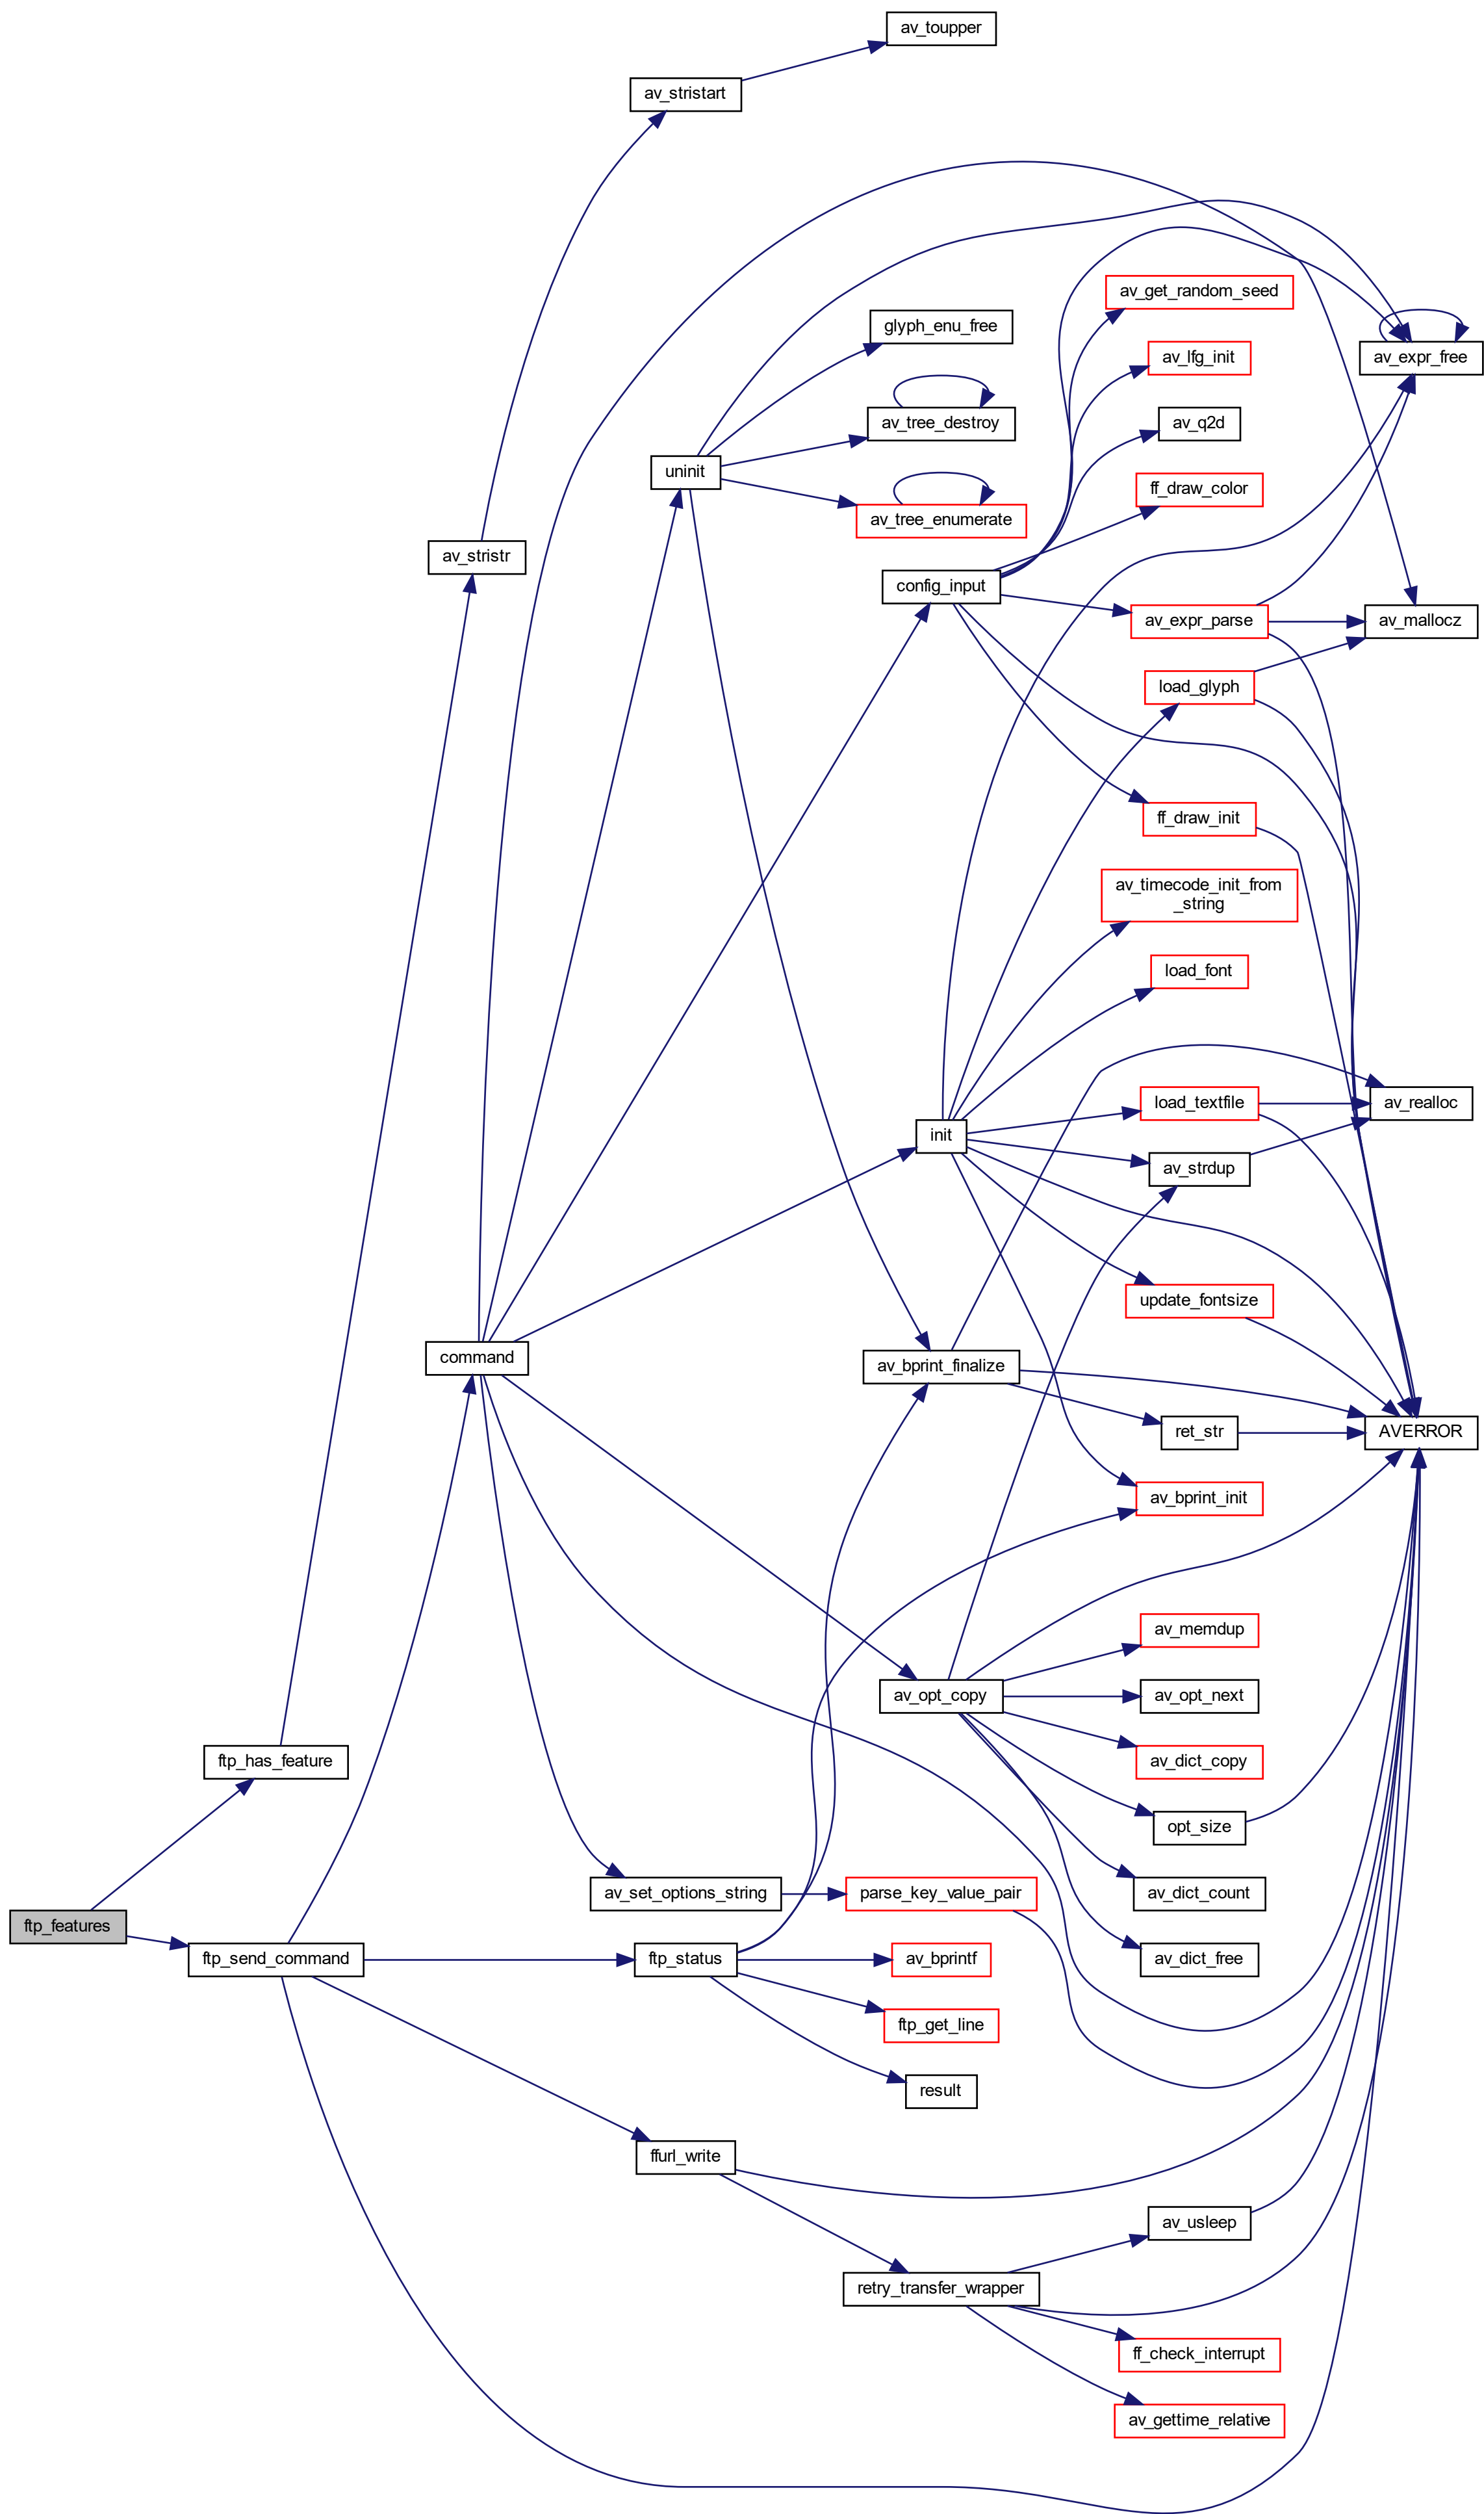 av_toupper
av_stristart
av_get_random_seed
glyph_enu_free
av_lfg_init
av_expr_free
av_tree_destroy
av_q2d
uninit
ff_draw_color
av_tree_enumerate
av_stristr
config_input
av_expr_parse
av_mallocz
load_glyph
ff_draw_init
av_timecode_init_from
_string
load_font
load_textfile
av_realloc
init
av_strdup
update_fontsize
command
av_bprint_finalize
ret_str
AVERROR
av_bprint_init
av_memdup
av_opt_copy
av_opt_next
ftp_has_feature
av_dict_copy
opt_size
av_set_options_string
parse_key_value_pair
av_dict_count
ftp_features
ftp_send_command
ftp_status
av_bprintf
av_dict_free
ftp_get_line
result
ffurl_write
av_usleep
retry_transfer_wrapper
ff_check_interrupt
av_gettime_relative